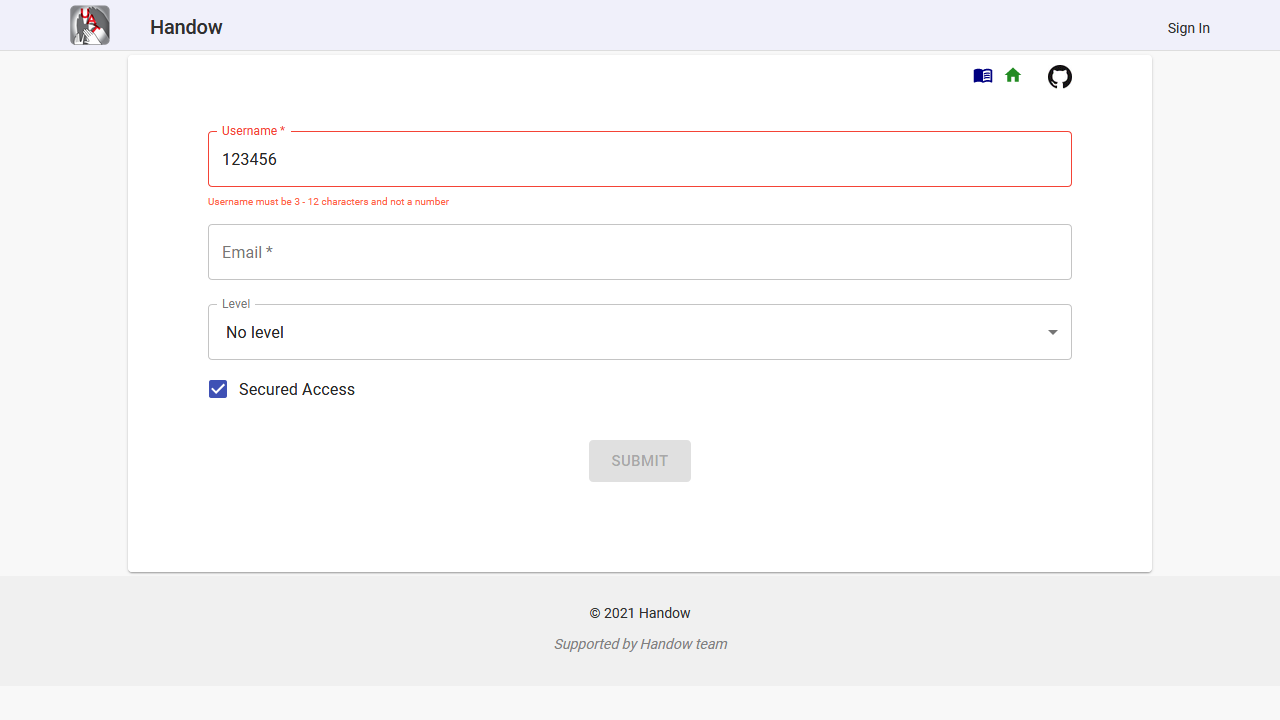 Handow
Sign In
Username *
123456
Username must be 3 - 12 characters and not a number
Email *
Level
No level
Secured Access
SUBMIT
© 2021 Handow
Supported by Handow team